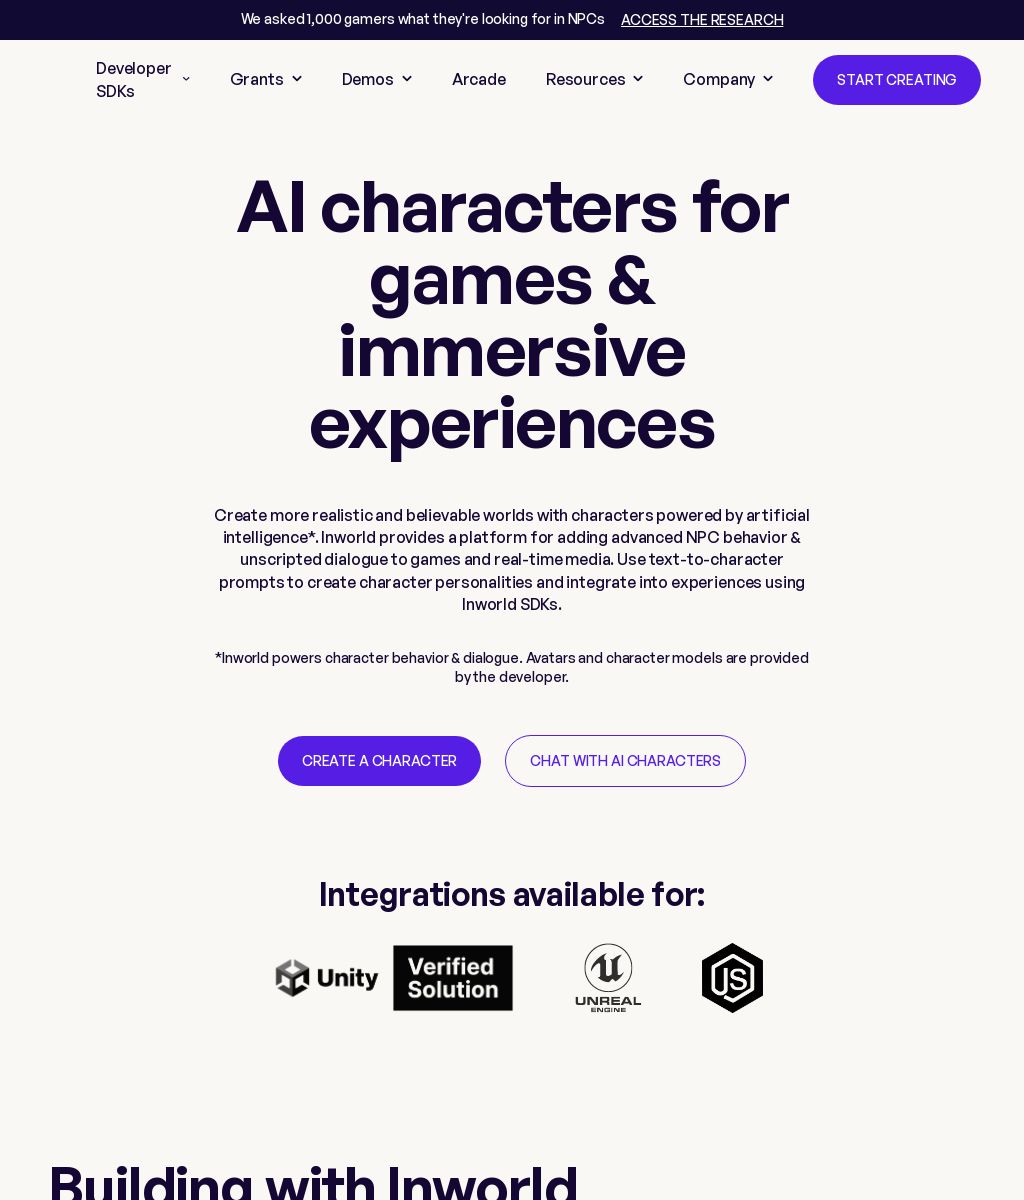 We asked 1,000 gamers what they're looking for in NPCs ACCESS THE RESEARCH
Developer
SDKs
Grants
Demos
Arcade
Resources
Company
START CREATING
AI characters for
games &
immersive
experiences
Create more realistic and believable worlds with characters powered by artificial
intelligence*. Inworld provides a platform for adding advanced NPC behavior &
unscripted dialogue to games and real-time media. Use text-to-character
prompts to create character personalities and integrate into experiences using
Inworld SDKs.
*Inworld powers character behavior & dialogue. Avatars and character models are provided
by the developer.
CREATE A CHARACTER
CHAT WITH AI CHARACTERS
Integrations available for:
Unity
Verified
Solution
UNREAL
ENGINE
JS
Building with Inworld